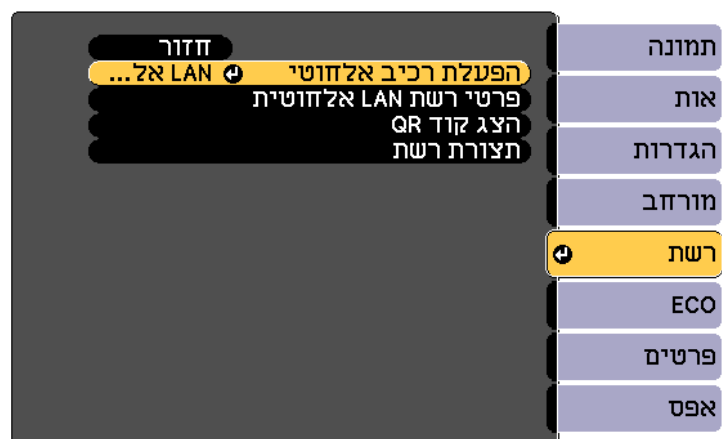 חזור
הפעלת רכיב אלחוטי LAN אל...
פרטי רשת LAN אלחוטית
הצג קוד QR
תצורת רשת
תמונה
אות
הגדרות
מורחב
רשת
ECO
פרטים
אפס